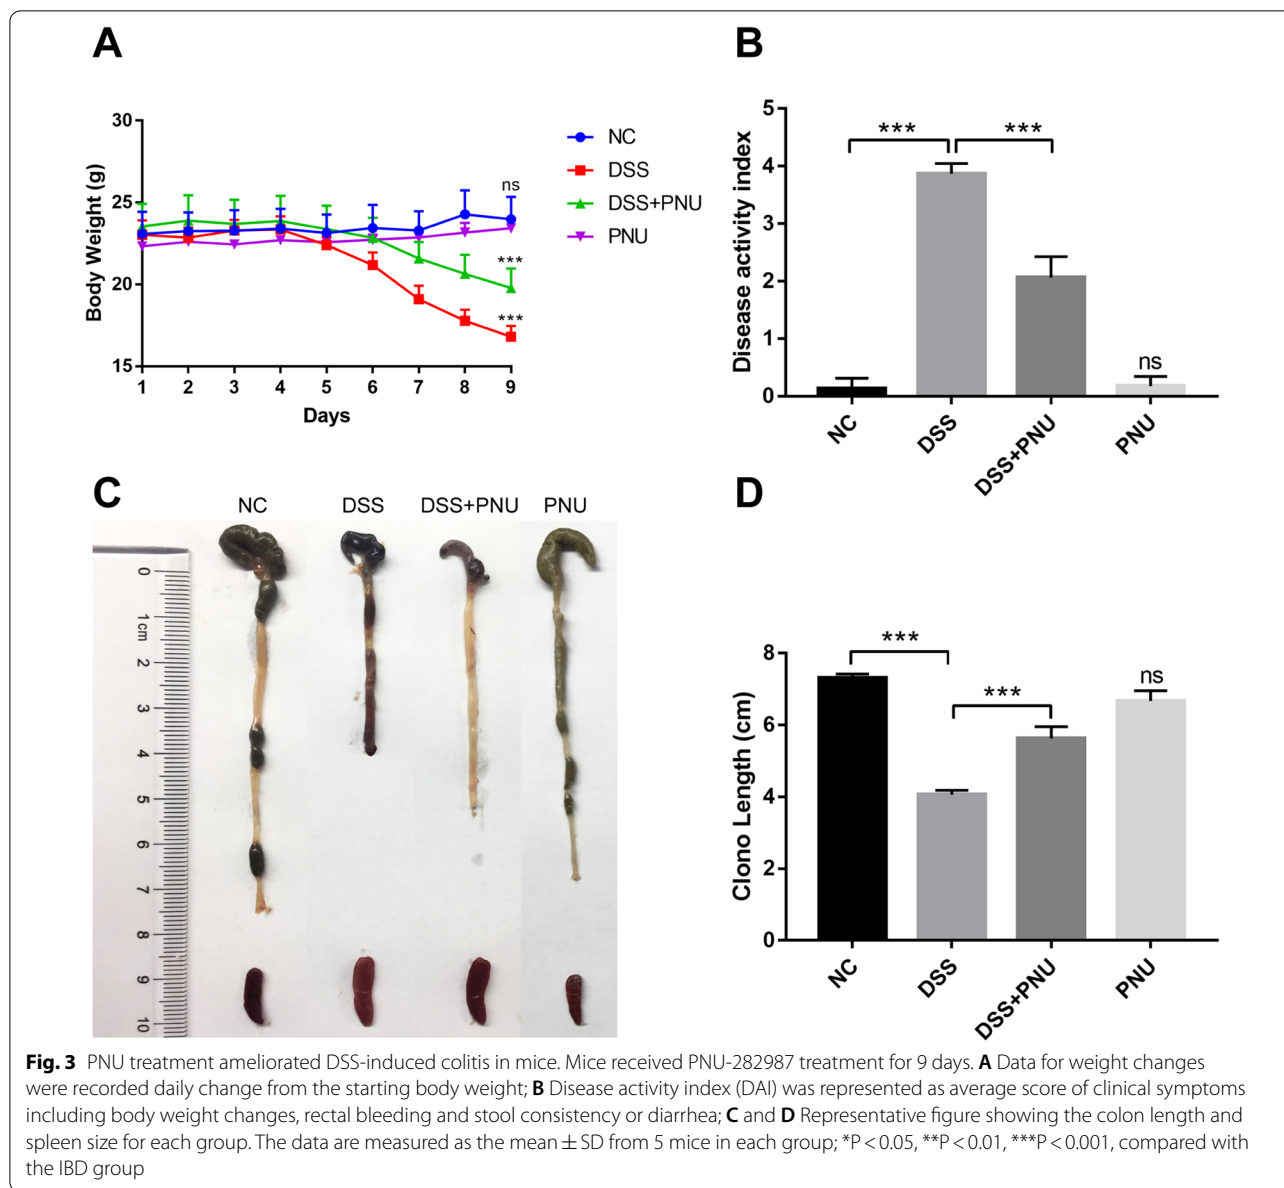 A
Body Weight (g)
30
25
20
15
1 2 3 4 5 6 7 8 9
Days
ns
***
***
NC
DSS
DSS+PNU
PNU
B
Disease activity index
5
4
3
2
1
0
*** ***
ns
NC DSS DSS+PNU PNU
C
NC DSS DSS+PNU PNU
0
1cm
2
3
4
5
6
7
8
9
10
D
Clono Length (cm)
8
6
4
2
0
***
***
ns
NC DSS DSS+PNU PNU
Fig. 3 PNU treatment ameliorated DSS-induced colitis in mice. Mice received PNU-282987 treatment for 9 days. A Data for weight changes
were recorded daily change from the starting body weight; B Disease activity index (DAI) was represented as average score of clinical symptoms
including body weight changes, rectal bleeding and stool consistency or diarrhea; C and D Representative figure showing the colon length and
spleen size for each group. The data are measured as the mean ± SD from 5 mice in each group; *P < 0.05, **P < 0.01, ***P < 0.001, compared with
the IBD group